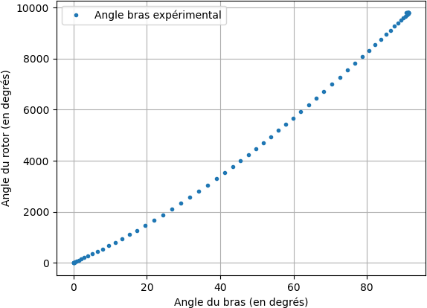 Angle bras expérimental
Angle du rotor (en degrés)
10000
8000
6000
4000
2000
0
0 20 40 60 80
Angle du bras (en degrés)